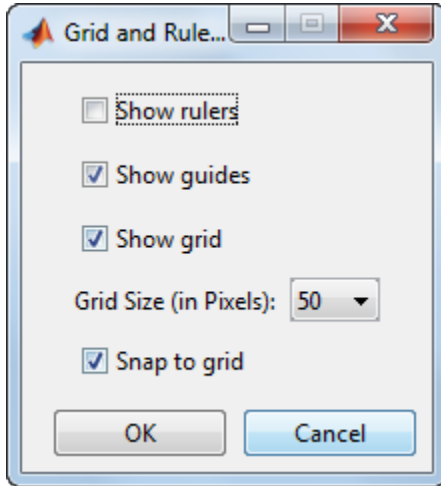 Grid and Rule...
Show rulers
Show guides
Show grid
Grid Size (in Pixels): 50
Snap to grid
OK Cancel